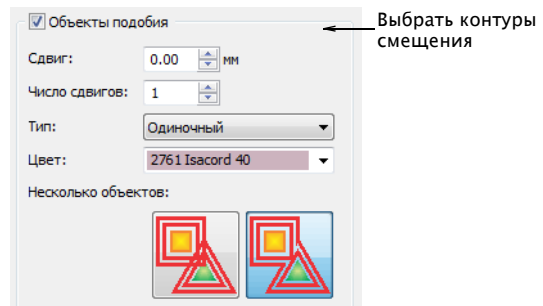 Объекты подобия
Выбрать контуры
смещения
Сдвиг: 0.00 мм
Число сдвигов: 1
Тип: Одиночный
Цвет: 2761 Isacord 40
Несколько объектов: